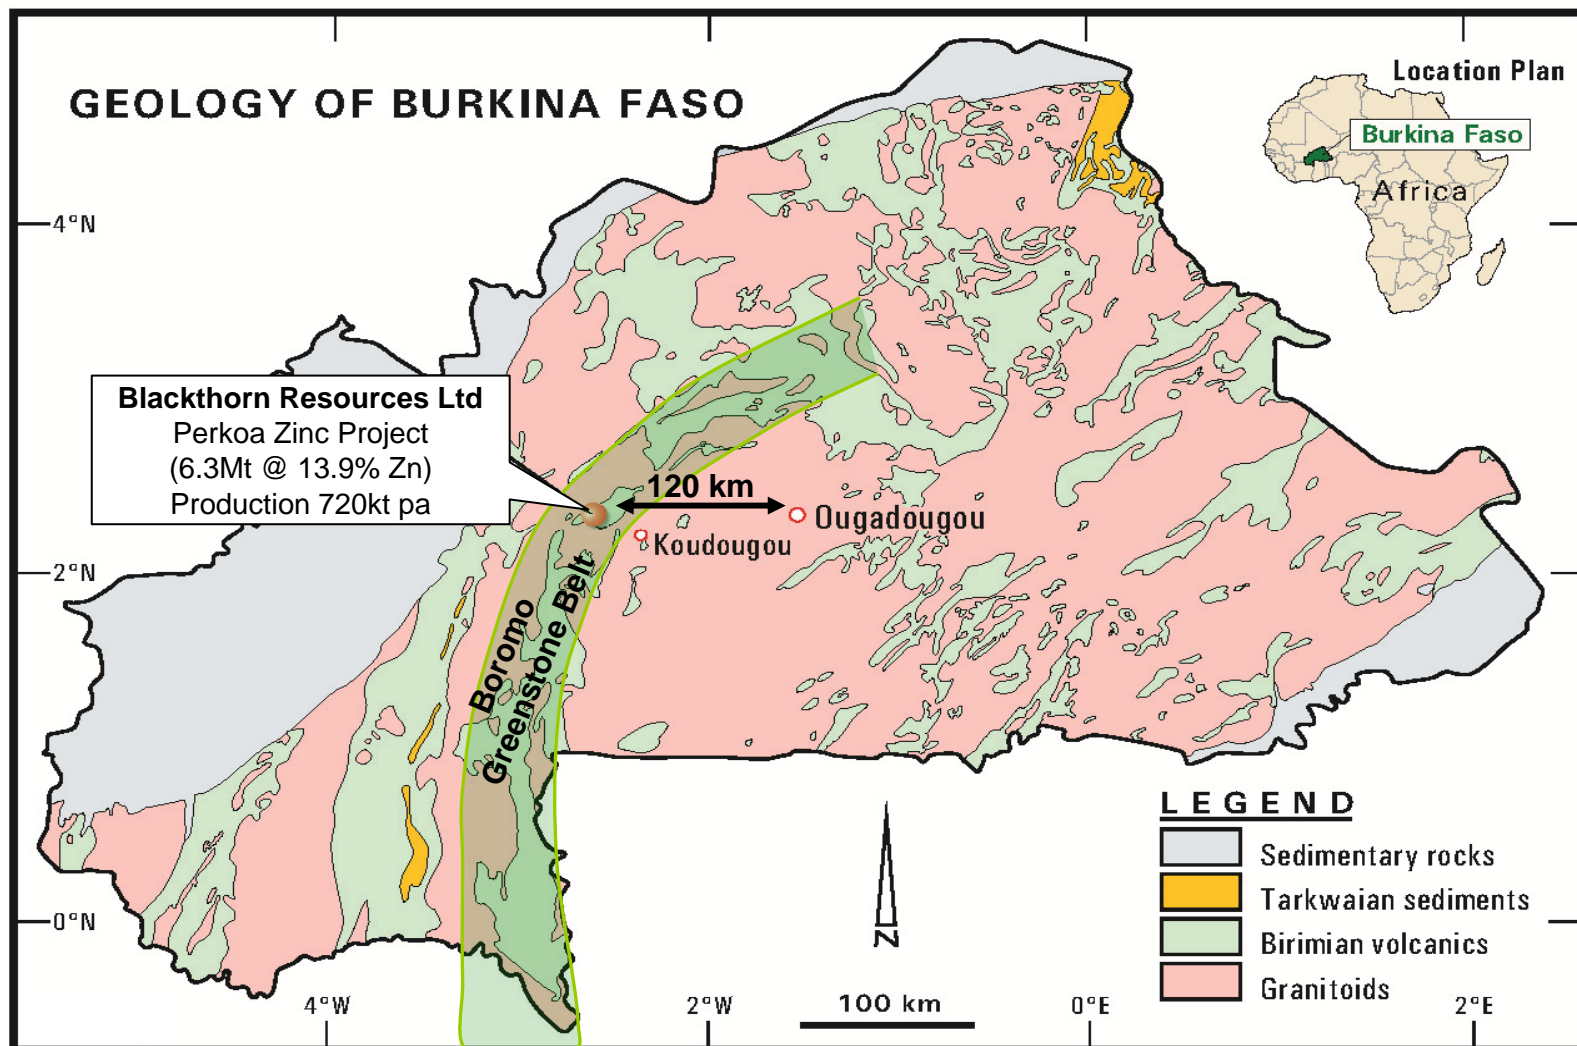 GEOLOGY OF BURKINA FASO
Location Plan
Burkina Faso
Africa
4°N
2°N
0°N
Blackthorn Resources Ltd
Perkoa Zinc Project
(6.3Mt @ 13.9% Zn)
Production 720kt pa
120 km
Ougadougou
Koudougou
Boromo
Greenstone Belt
LEGEND
Sedimentary rocks
Tarkwaian sediments
Birimian volcanics
Granitoids
N
100 km
4°W
2°W
0°E
2°E